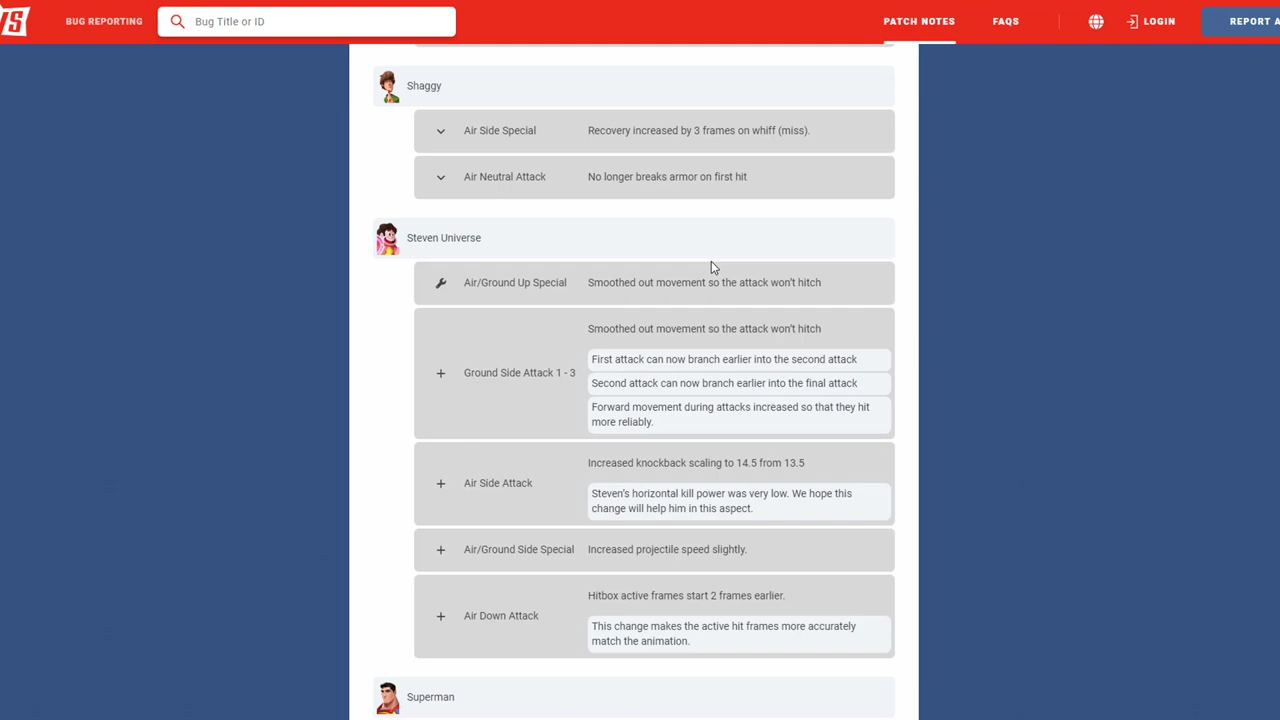 VS
BUG REPORTING
Bug Title or ID
PATCH NOTES
FAQS
LOGIN
REPORT A
Shaggy
Air Side Special
Recovery increased by 3 frames on whiff (miss).
Air Neutral Attack
No longer breaks armor on first hit
Steven Universe
Air/Ground Up Special
Smoothed out movement so the attack won't hitch
Ground Side Attack 1 - 3
Smoothed out movement so the attack won't hitch
First attack can now branch earlier into the second attack
Second attack can now branch earlier into the final attack
Forward movement during attacks increased so that they hit
more reliably.
Air Side Attack
Increased knockback scaling to 14.5 from 13.5
Steven's horizontal kill power was very low. We hope this
change will help him in this aspect.
Air/Ground Side Special
Increased projectile speed slightly.
Air Down Attack
Hitbox active frames start 2 frames earlier.
This change makes the active hit frames more accurately
match the animation.
Superman